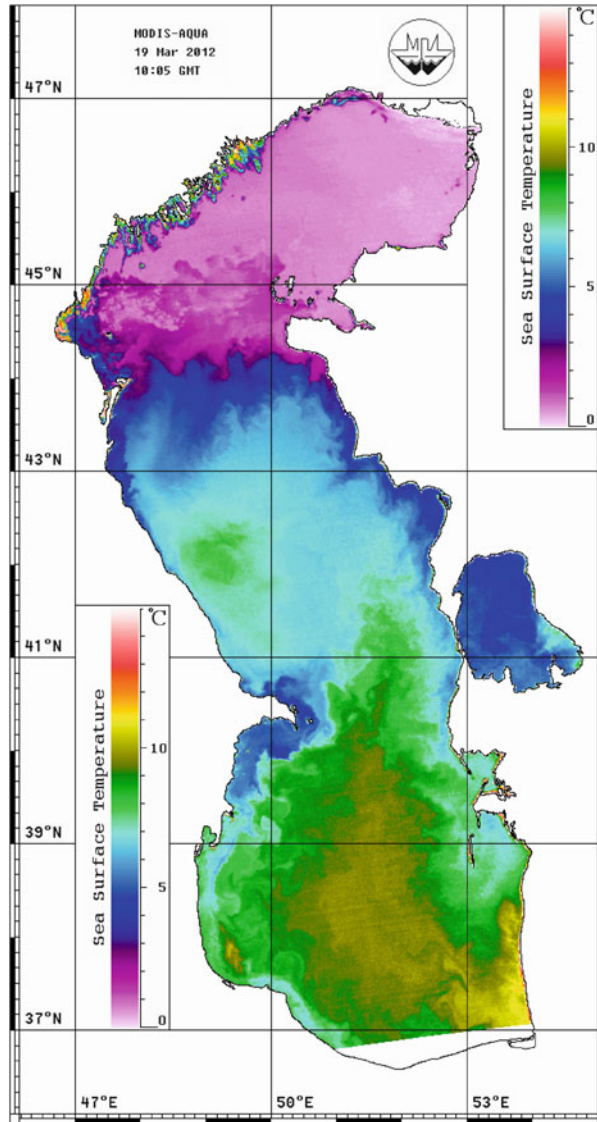 MODIS-AQUA
19 Mar 2012
10:05 GMT
°C
10
5
0
Sea Surface Temperature
47°N
45°N
43°N
41°N
39°N
37°N
°C
10
5
0
Sea Surface Temperature
47°E
50°E
53°E